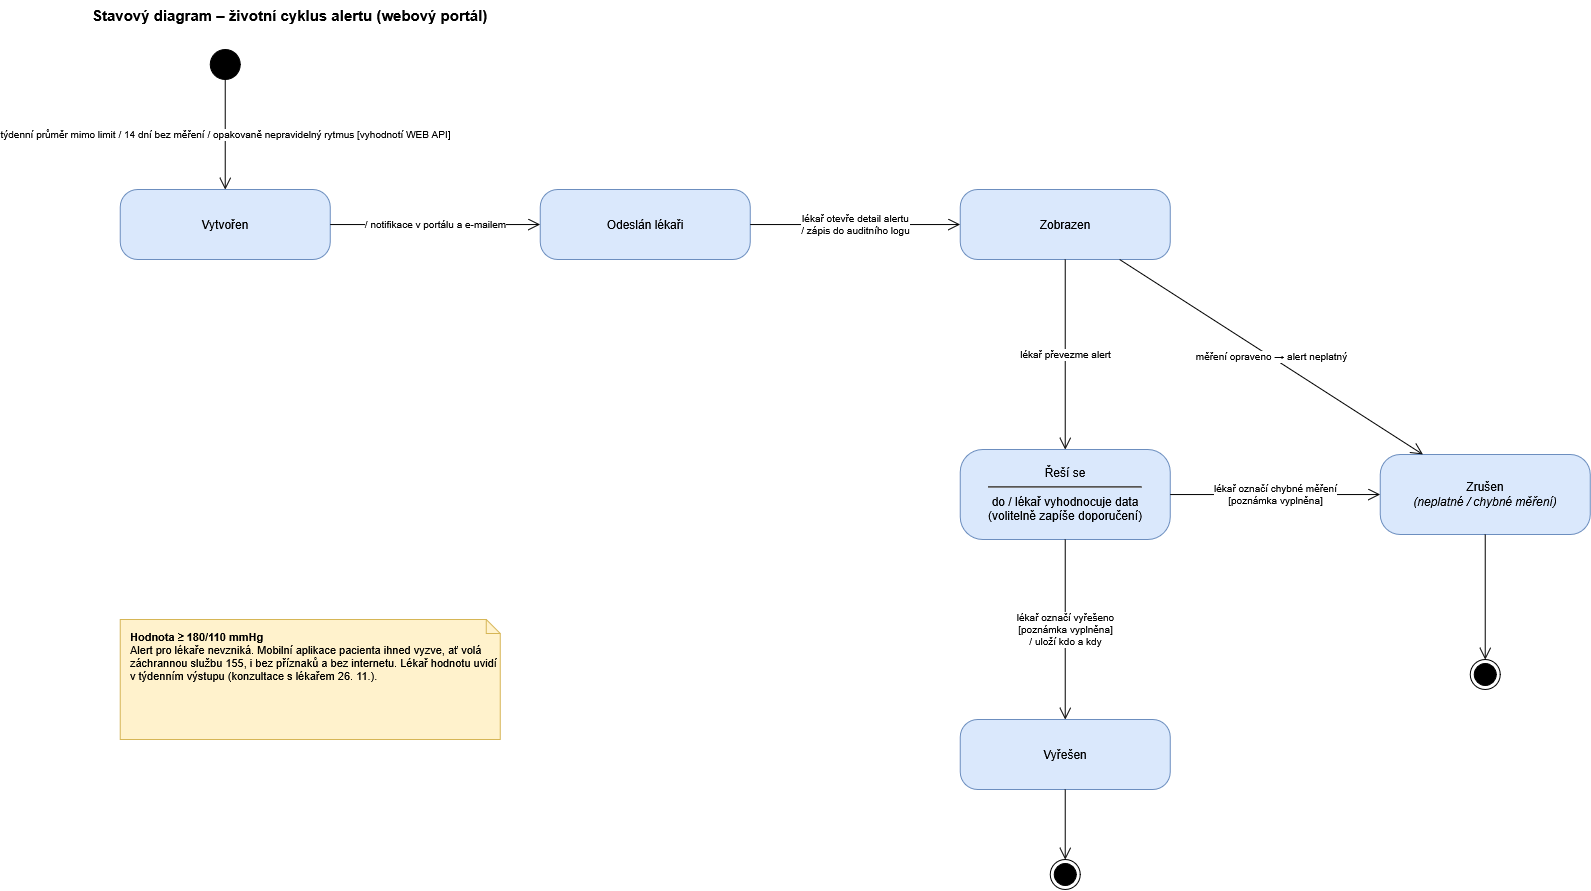 Stavový diagram – životní cyklus alertu (webový portál)
týdenní průměr mimo limit / 14 dní bez měření / opakovaně nepravidelný rytmus [vyhodnotí WEB API]
Vytvořen
/ notifikace v portálu a e-mailem
Odeslán lékaři
lékař otevře detail alertu
/ zápis do auditního logu
Zobrazen
lékař převezme alert
měření opraveno → alert neplatný
Řeší se
do / lékař vyhodnocuje data
(volitelně zapíše doporučení)
lékař označí chybné měření
[poznámka vyplněna]
Zrušen
(neplatné / chybné měření)
lékař označí vyřešeno
[poznámka vyplněna]
/ uloží kdo a kdy
Hodnota ≥ 180/110 mmHg
Alert pro lékaře nevzniká. Mobilní aplikace pacienta ihned vyzve, ať volá
záchrannou službu 155, i bez příznaků a bez internetu. Lékař hodnotu uvidí
v týdenním výstupu (konzultace s lékařem 26. 11.).
Vyřešen